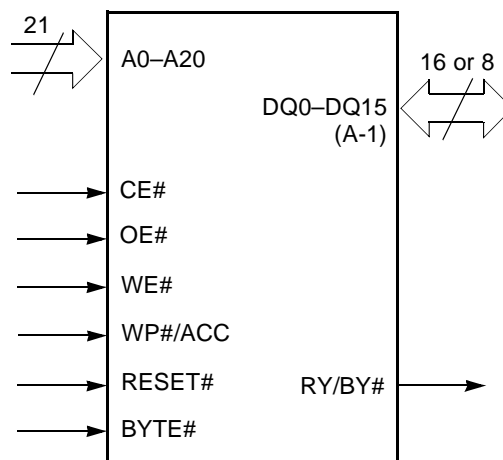 21
A0–A20
16 or 8
DQ0–DQ15
(A-1)
CE#
OE#
WE#
WP#/ACC
RESET#
RY/BY#
BYTE#